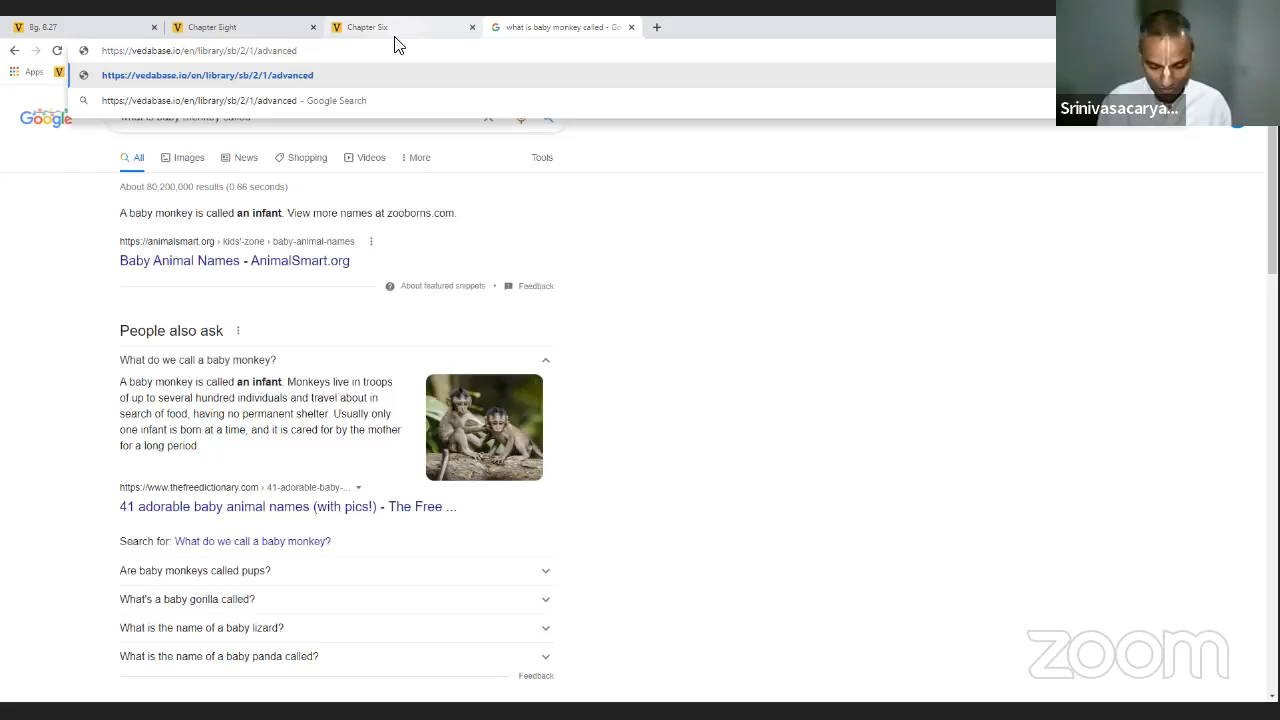 Bg. 8.27
Chapter Eight
Chapter Six
what is baby monkey called - Go
https://vedabase.io/en/library/sb/2/1/advanced
Apps
https://vedabase.io/en/library/sb/2/1/advanced
https://vedabase.io/en/library/sb/2/1/advanced - Google Search
Srinivasacarya...
Google
what is baby monkey called
All
Images
News
Shopping
Videos
More
Tools
About 80,200,000 results (0.66 seconds)
A baby monkey is called an infant. View more names at zooborns.com.
https://animalsmart.org › kids'-zone › baby-animal-names
Baby Animal Names - AnimalSmart.org
About featured snippets • Feedback
People also ask
What do we call a baby monkey?
A baby monkey is called an infant. Monkeys live in troops
of up to several hundred individuals and travel about in
search of food, having no permanent shelter. Usually only
one infant is born at a time, and it is cared for by the mother
for a long period.
https://www.thefreedictionary.com › 41-adorable-baby-...
41 adorable baby animal names (with pics!) - The Free ...
Search for: What do we call a baby monkey?
Are baby monkeys called pups?
What's a baby gorilla called?
What is the name of a baby lizard?
What is the name of a baby panda called?
Feedback
zoom